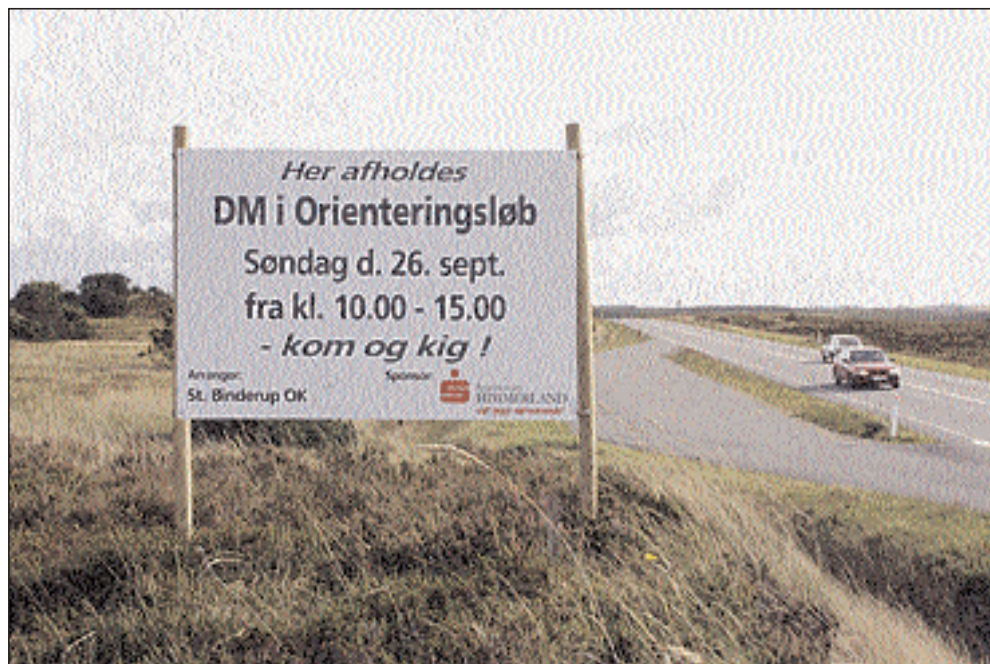 Her afholdes
DM i Orienteringsløb
Søndag d. 26. sept.
fra kl. 10.00 - 15.00
- kom og kig !
Arrangør:
St. Binderup OK
Sponsor:
HIMMERLAND